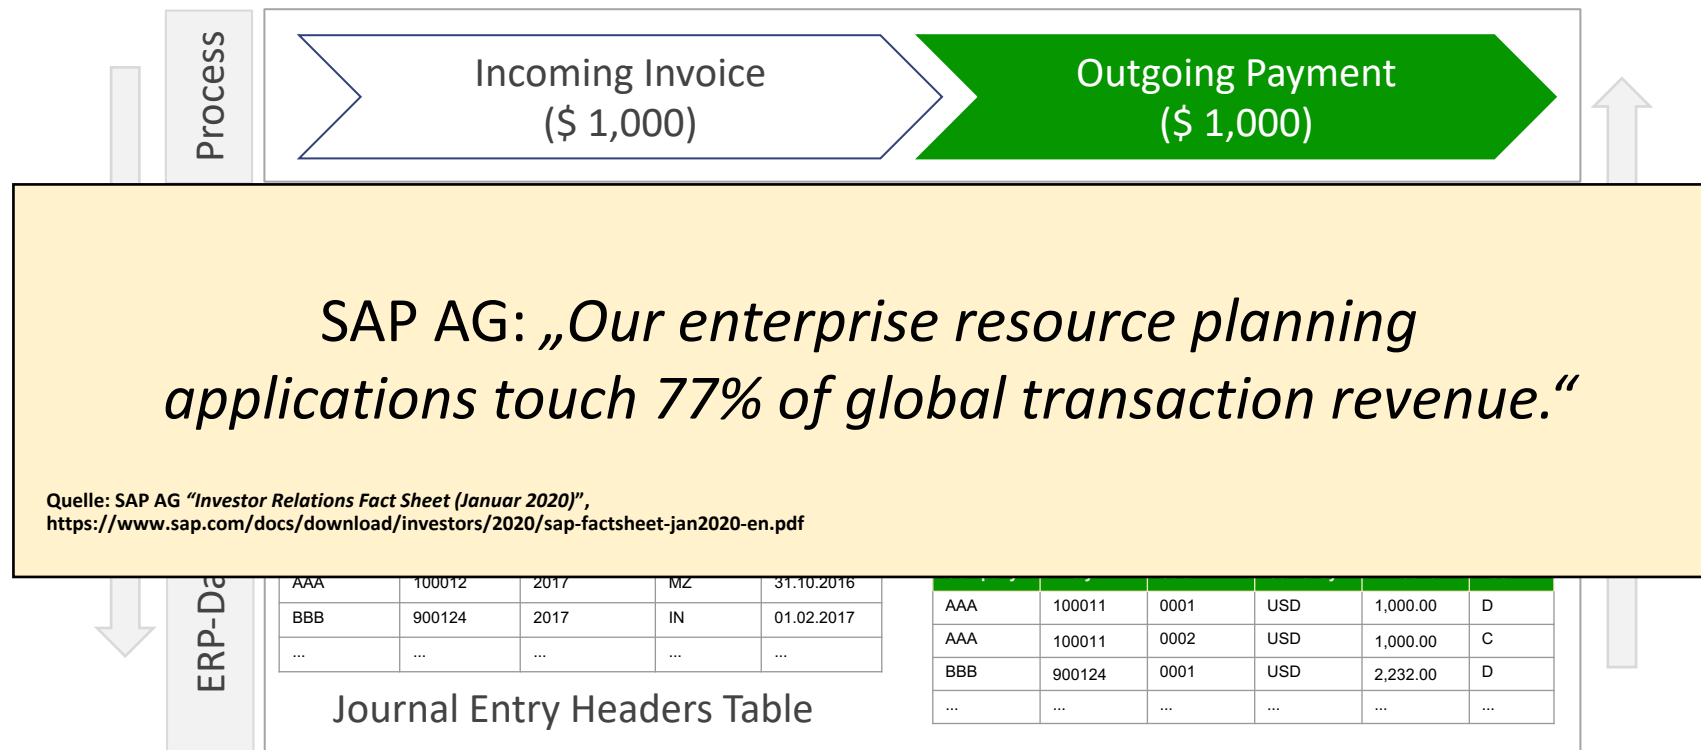 Process
Incoming Invoice
($ 1,000)
Outgoing Payment
($ 1,000)
SAP AG: „Our enterprise resource planning
applications touch 77% of global transaction revenue.“
Quelle: SAP AG “Investor Relations Fact Sheet (Januar 2020)”,
https://www.sap.com/docs/download/investors/2020/sap-factsheet-jan2020-en.pdf
AAA 100012 2017 MZ 31.10.2016
BBB 900124 2017 IN 01.02.2017
... ... ... ... ...
Journal Entry Headers Table
AAA 100011 0001 USD 1,000.00 D
AAA 100011 0002 USD 1,000.00 C
BBB 900124 0001 USD 2,232.00 D
... ... ... ... ... ...